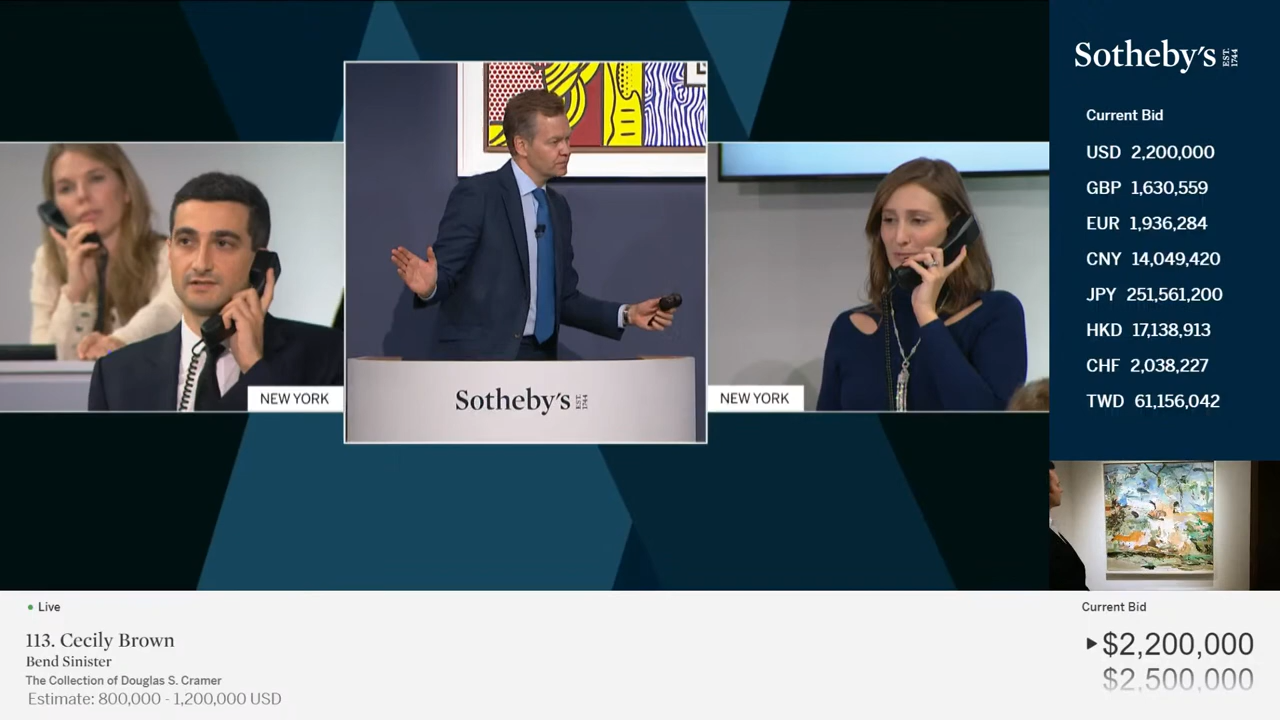 Sotheby's EST. 1744
Current Bid
USD 2,200,000
GBP 1,630,559
EUR 1,936,284
CNY 14,049,420
JPY 251,561,200
HKD 17,138,913
CHF 2,038,227
TWD 61,156,042
NEW YORK
Sotheby's EST. 1744
NEW YORK
Live
113. Cecily Brown
Bend Sinister
The Collection of Douglas S. Cramer
Estimate: 800,000 - 1,200,000 USD
Current Bid
$2,200,000
$2,500,000